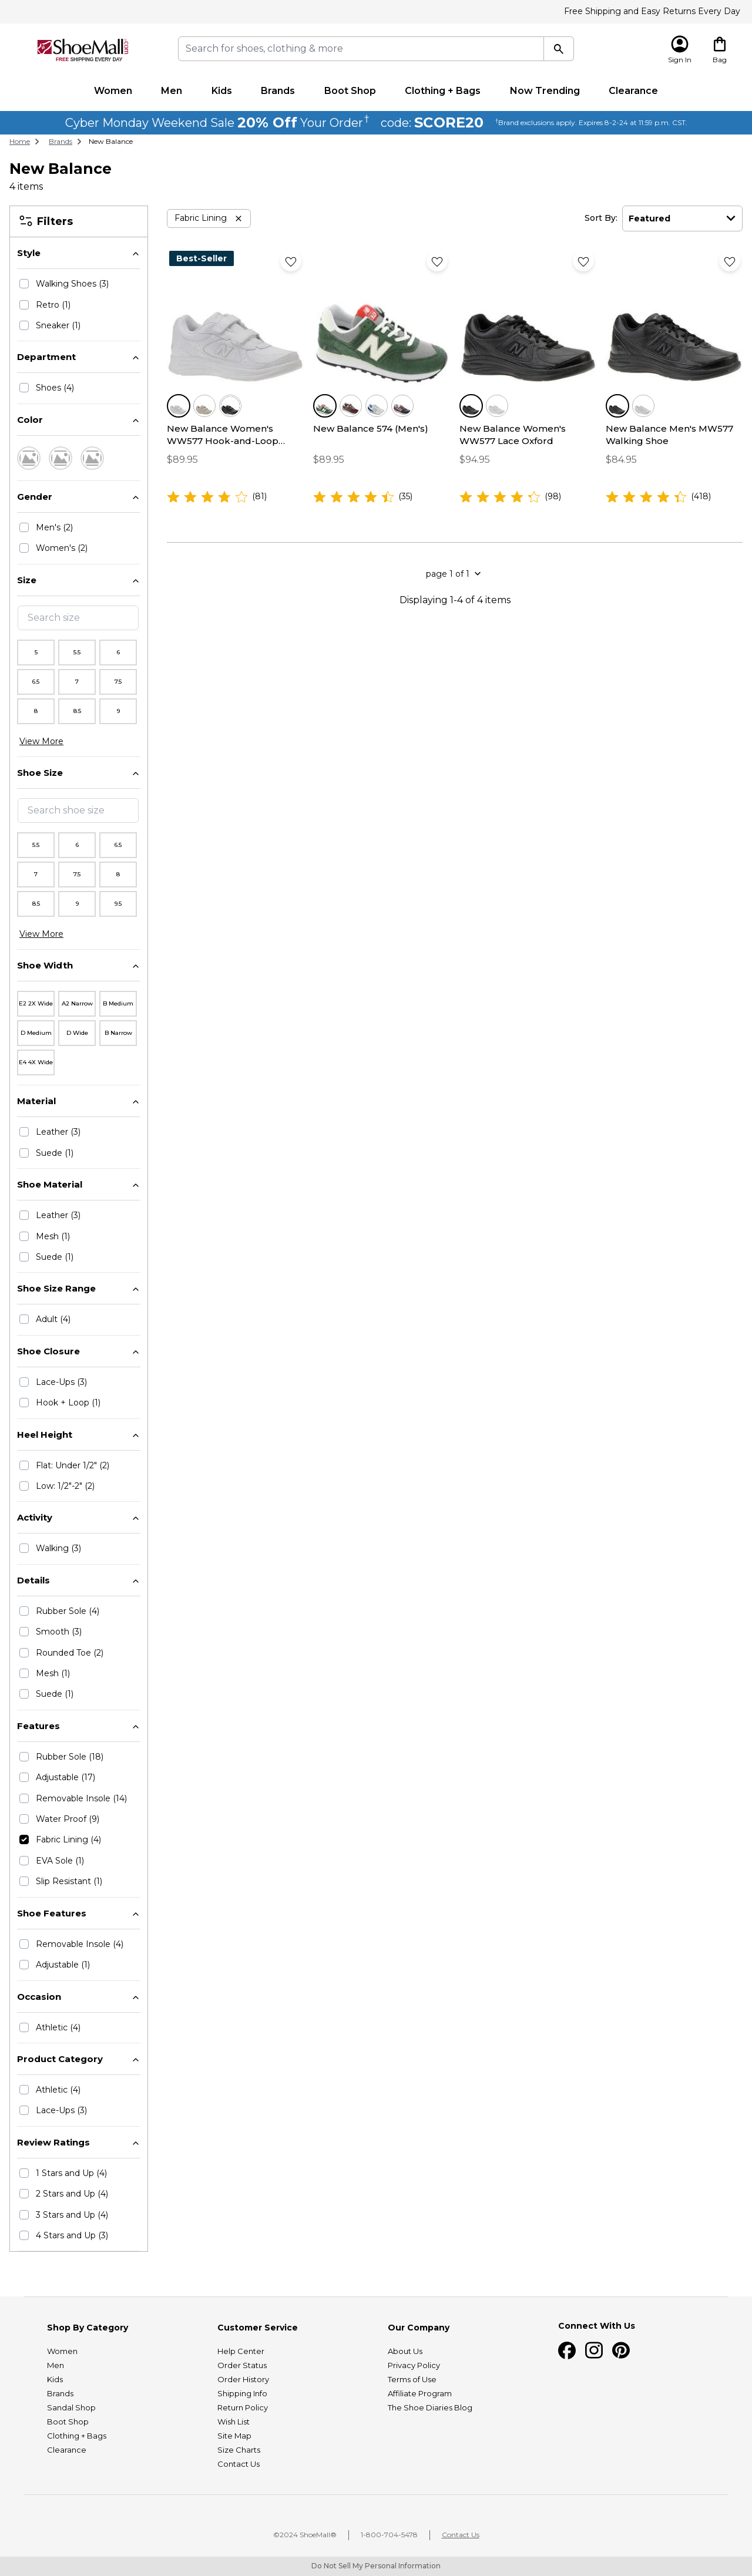 Free Shipping and Easy Returns Every Day
ShoeMall.com
FREE SHIPPING EVERY DAY
Search for shoes, clothing & more
Sign In
Bag
Women
Men
Kids
Brands
Boot Shop
Clothing + Bags
Now Trending
Clearance
Cyber Monday Weekend Sale 20% Off Your Order† code: SCORE20 †Brand exclusions apply. Expires 8-2-24 at 11:59 p.m. CST.
Home > Brands > New Balance
New Balance
4 items
Filters
Style
Walking Shoes (3)
Retro (1)
Sneaker (1)
Department
Shoes (4)
Color
Gender
Men's (2)
Women's (2)
Size
Search size
5
5.5
6
6.5
7
7.5
8
8.5
9
View More
Shoe Size
Search shoe size
5.5
6
6.5
7
7.5
8
8.5
9
9.5
View More
Shoe Width
E2 2X Wide
A2 Narrow
B Medium
D Medium
D Wide
B Narrow
E4 4X Wide
Material
Leather (3)
Suede (1)
Shoe Material
Leather (3)
Mesh (1)
Suede (1)
Shoe Size Range
Adult (4)
Shoe Closure
Lace-Ups (3)
Hook + Loop (1)
Heel Height
Flat: Under 1/2" (2)
Low: 1/2"-2" (2)
Activity
Walking (3)
Details
Rubber Sole (4)
Smooth (3)
Rounded Toe (2)
Mesh (1)
Suede (1)
Features
Rubber Sole (18)
Adjustable (17)
Removable Insole (14)
Water Proof (9)
Fabric Lining (4)
EVA Sole (1)
Slip Resistant (1)
Shoe Features
Removable Insole (4)
Adjustable (1)
Occasion
Athletic (4)
Product Category
Athletic (4)
Lace-Ups (3)
Review Ratings
1 Stars and Up (4)
2 Stars and Up (4)
3 Stars and Up (4)
4 Stars and Up (3)
Fabric Lining
Sort By:
Featured
Best-Seller
New Balance Women's
WW577 Hook-and-Loop...
$89.95
(81)
New Balance 574 (Men's)
$89.95
(35)
New Balance Women's
WW577 Lace Oxford
$94.95
(98)
New Balance Men's MW577
Walking Shoe
$84.95
(418)
page 1 of 1
Displaying 1-4 of 4 items
Shop By Category
Women
Men
Kids
Brands
Sandal Shop
Boot Shop
Clothing + Bags
Clearance
Customer Service
Help Center
Order Status
Order History
Shipping Info
Return Policy
Wish List
Site Map
Size Charts
Contact Us
Our Company
About Us
Privacy Policy
Terms of Use
Affiliate Program
The Shoe Diaries Blog
Connect With Us
©2024 ShoeMall®
1-800-704-5478
Contact Us
Do Not Sell My Personal Information